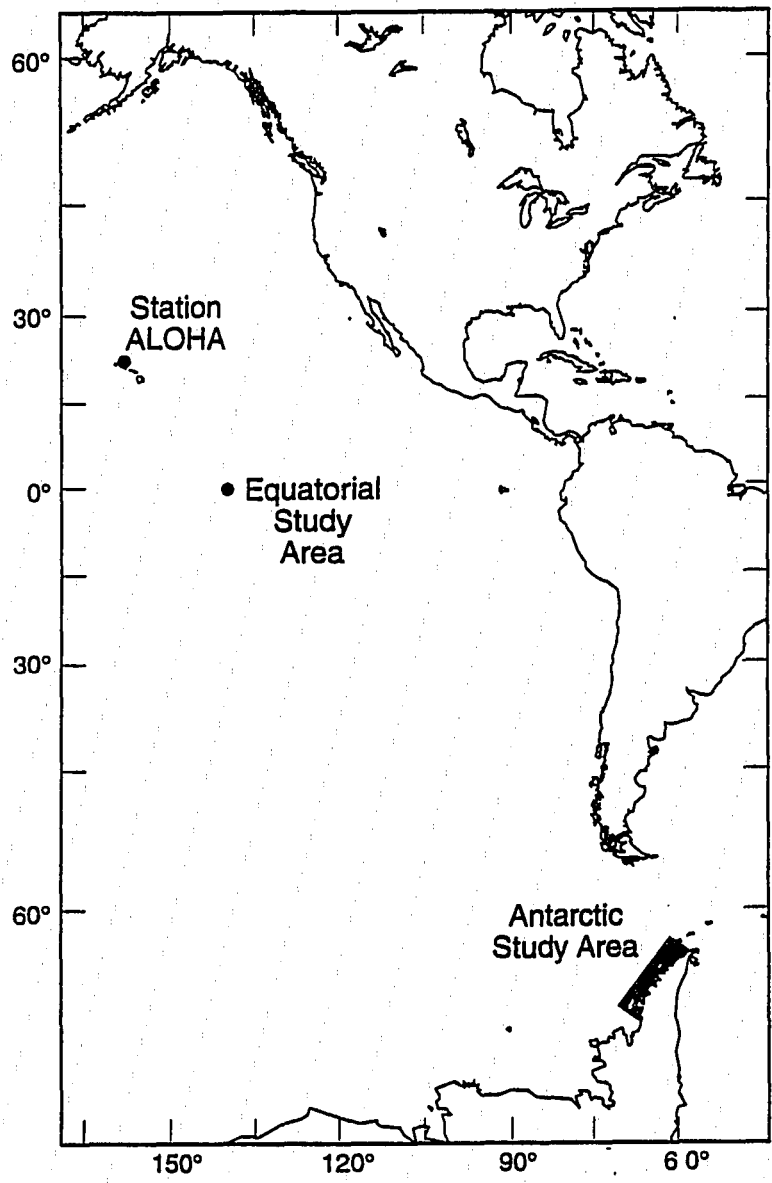 60°
30°
Station
ALOHA
0°
Equatorial
Study
Area
30°
60°
Antarctic
Study Area
150°
120°
90°
6 0°